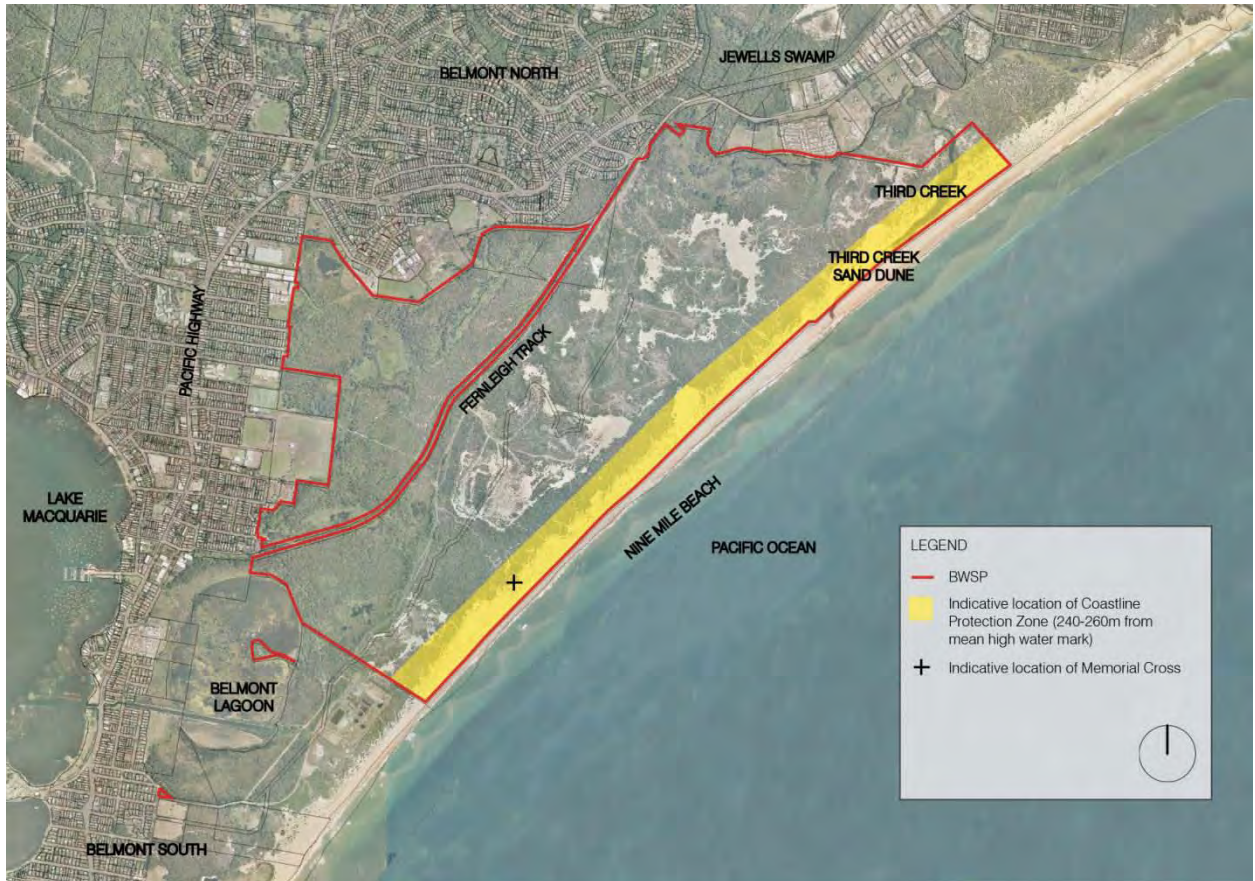 JEWELLS SWAMP
BELMONT NORTH
THIRD CREEK
THIRD CREEK
SAND DUNE
PACIFIC HIGHWAY
FERNLEIGH TRACK
LAKE
MACQUARIE
NINE MILE BEACH
PACIFIC OCEAN
BELMONT
LAGOON
BELMONT SOUTH
LEGEND
BWSP
Indicative location of Coastline
Protection Zone (240-260m from
mean high water mark)
Indicative location of Memorial Cross